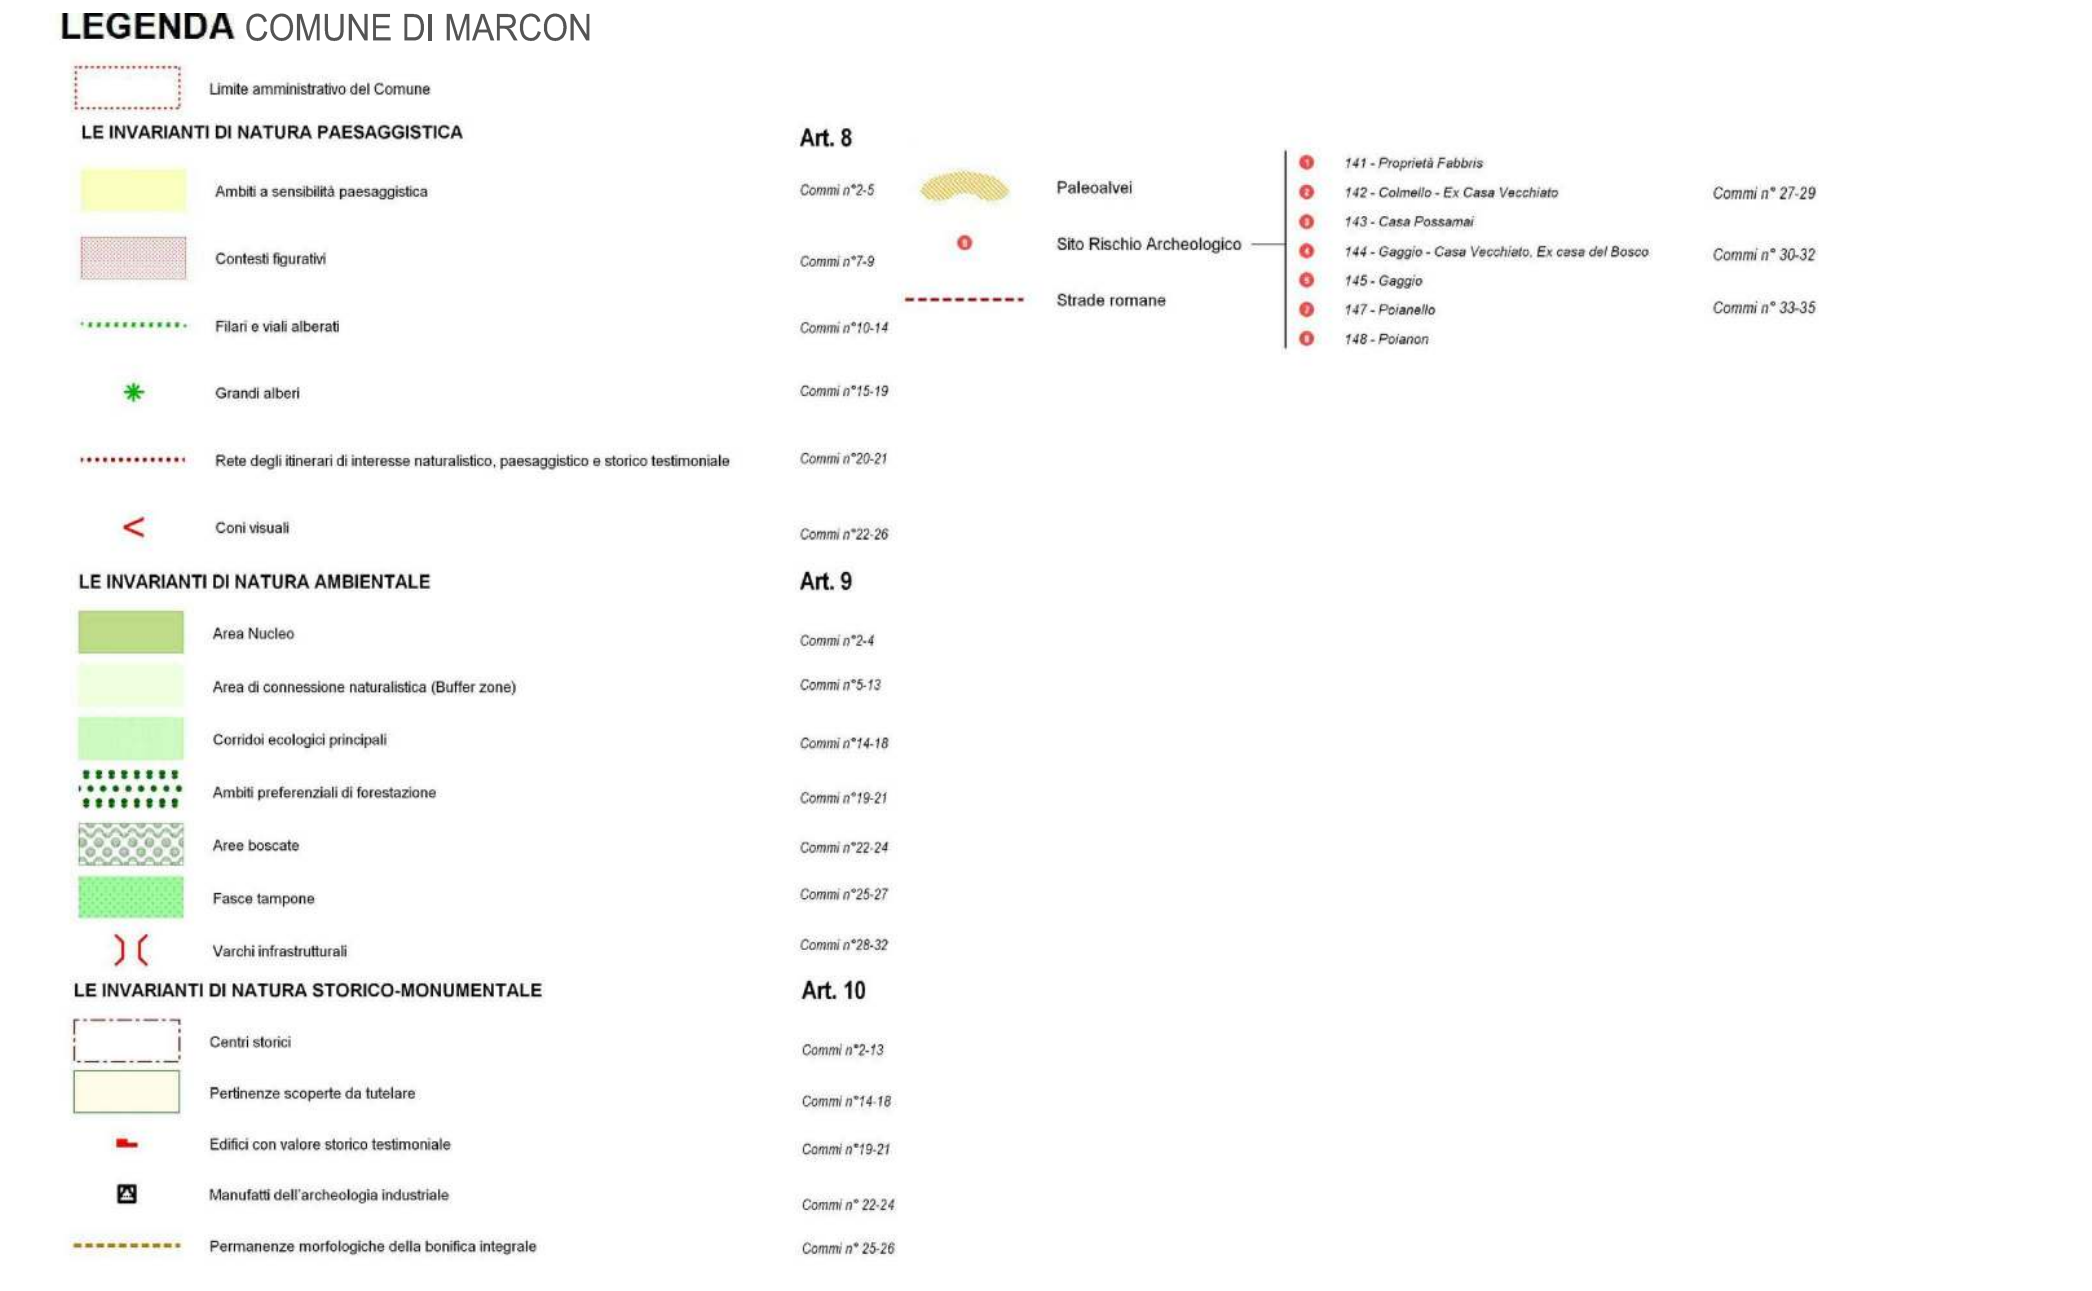 LEGENDA COMUNE DI MARCON
Limite amministrativo del Comune
LE INVARIANTI DI NATURA PAESAGGISTICA Art. 8
Ambiti a sensibilità paesaggistica Commi n°2-5
Contesti figurativi Commi n°7-9
Filari e viali alberati Commi n°10-14
Grandi alberi Commi n°15-19
Rete degli itinerari di interesse naturalistico, paesaggistico e storico testimoniale Commi n°20-21
Coni visuali Commi n°22-26
LE INVARIANTI DI NATURA AMBIENTALE Art. 9
Area Nucleo Commi n°2-4
Area di connessione naturalistica (Buffer zone) Commi n°5-13
Corridoi ecologici principali Commi n°14-18
Ambiti preferenziali di forestazione Commi n°19-21
Aree boscate Commi n°22-24
Fasce tampone Commi n°25-27
Varchi infrastrutturali Commi n°28-32
LE INVARIANTI DI NATURA STORICO-MONUMENTALE Art. 10
Centri storici Commi n°2-13
Pertinenze scoperte da tutelare Commi n°14-18
Edifici con valore storico testimoniale Commi n°19-21
Manufatti dell'archeologia industriale Commi n° 22-24
Permanenze morfologiche della bonifica integrale Commi n° 25-26
Paleoalvei Commi n° 27-29
Sito Rischio Archeologico Commi n° 30-32
Strade romane Commi n° 33-35
1 141 - Proprietà Fabbris
2 142 - Colmello - Ex Casa Vecchiato
3 143 - Casa Possamai
4 144 - Gaggio - Casa Vecchiato, Ex casa del Bosco
5 145 - Gaggio
7 147 - Poianello
8 148 - Poianon